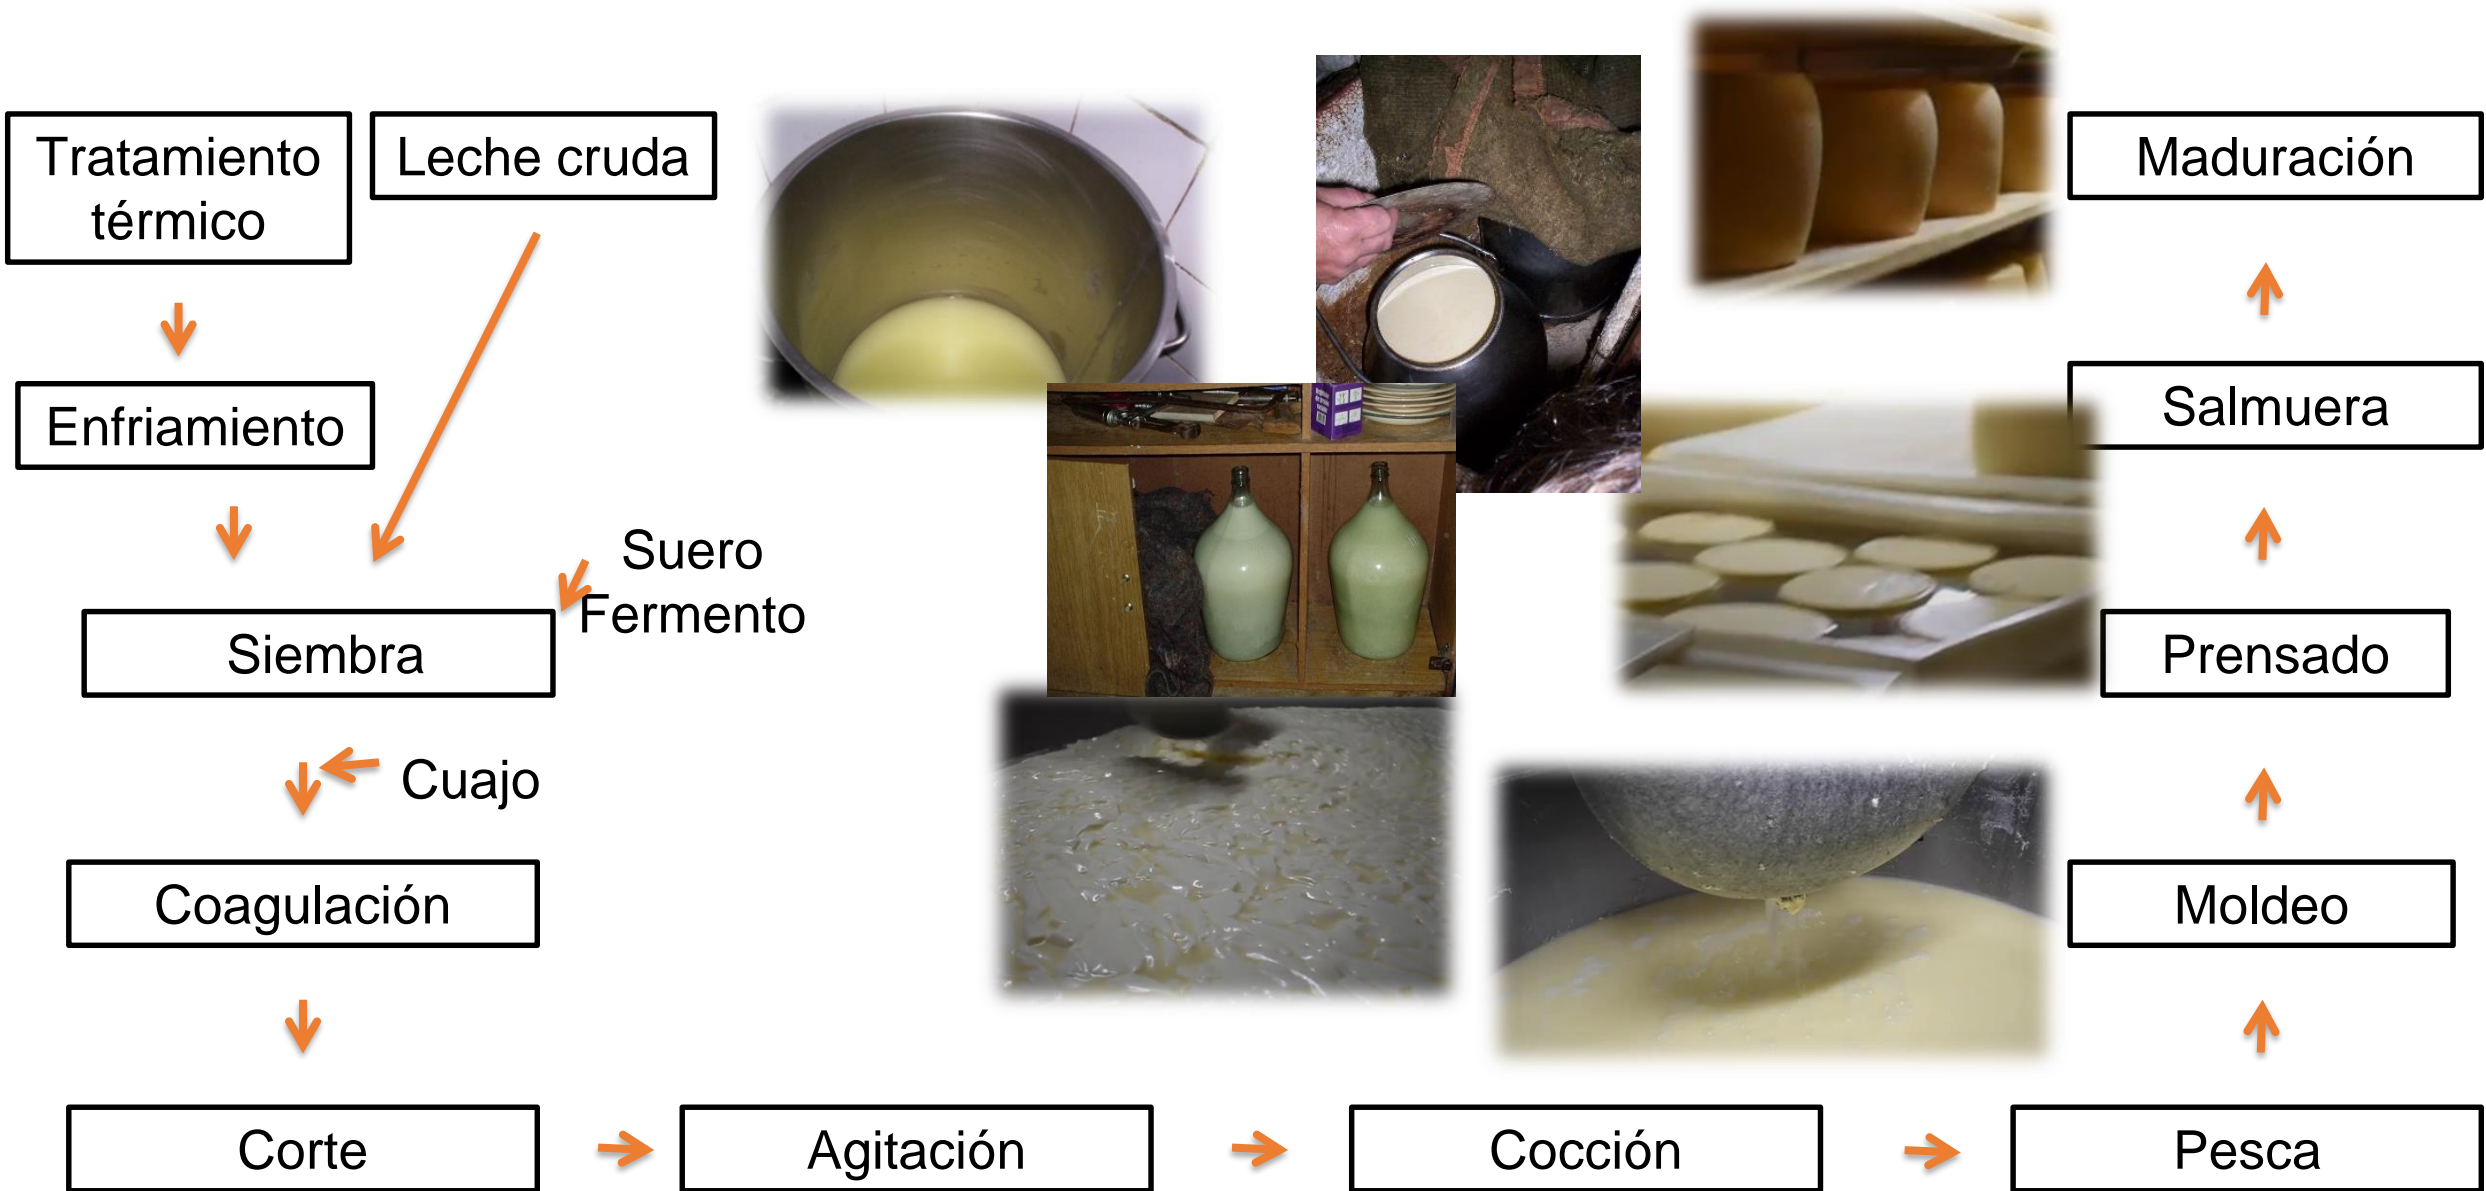 Tratamiento
térmico
Leche cruda
Enfriamiento
Suero
Fermento
Siembra
Cuajo
Coagulación
Corte
Agitación
Cocción
Pesca
Moldeo
Prensado
Salmuera
Maduración